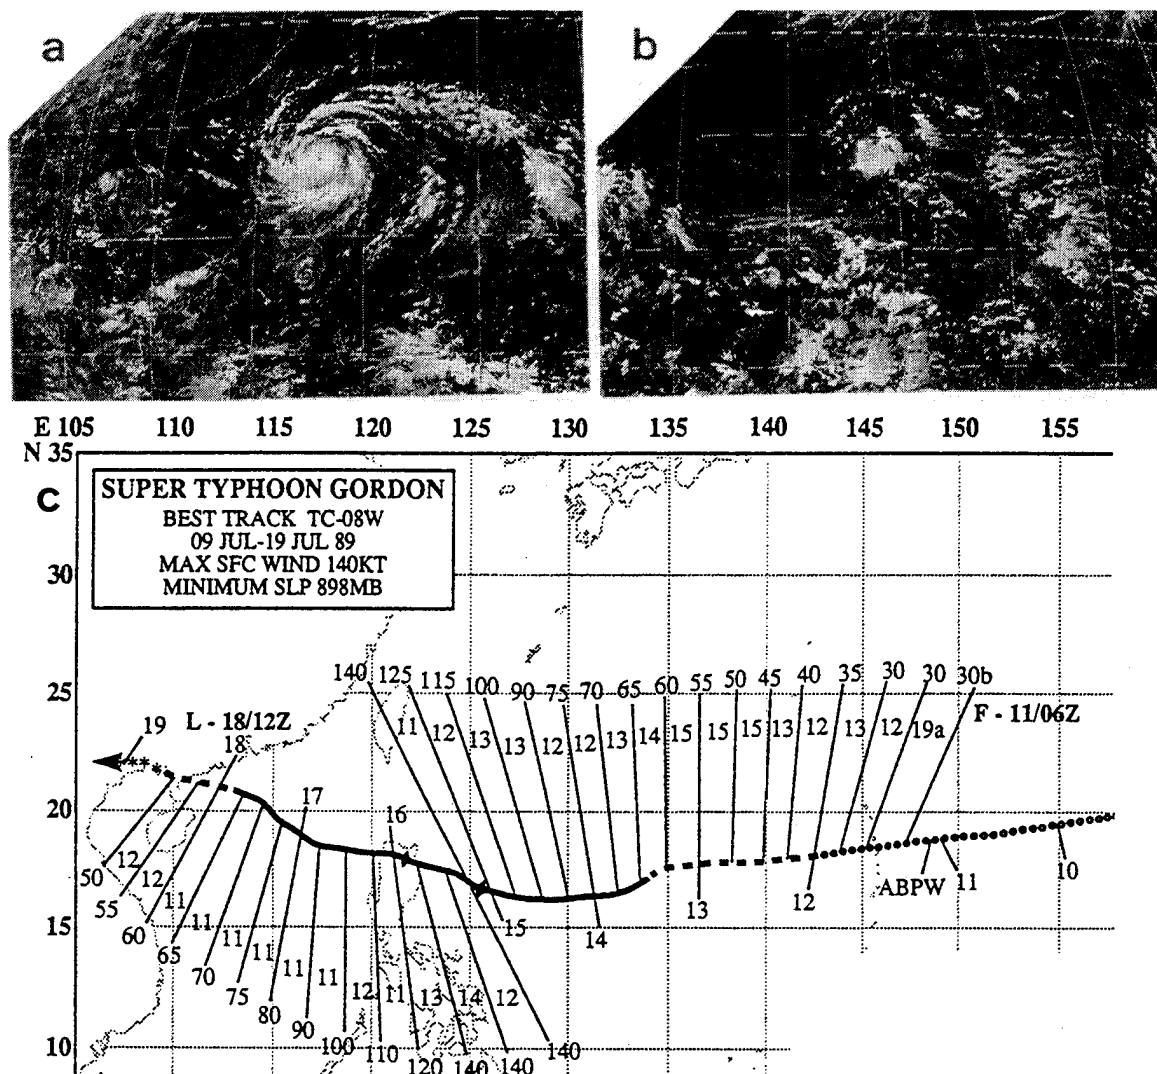 a
b
E 105 110 115 120 125 130 135 140 145 150 155
N 35
c
SUPER TYPHOON GORDON
BEST TRACK TC-08W
09 JUL-19 JUL 89
MAX SFC WIND 140KT
MINIMUM SLP 898MB
30
140 125 115 100 90 75 70 65 60 55 50 45 40 35 30 30 30b
25
11 12 13 13 12 12 13 14 15 15 15 13 12 13 12 19a
F - 11/06Z
L - 18/12Z
19
18
20
17
16
50 12 12 11 11 11 11 11 11 12 11 13 14 12
55
60
65
70
75
80
90
100
110
120
140
140
140
15
14
13
12
ABPW
11
10
15
10